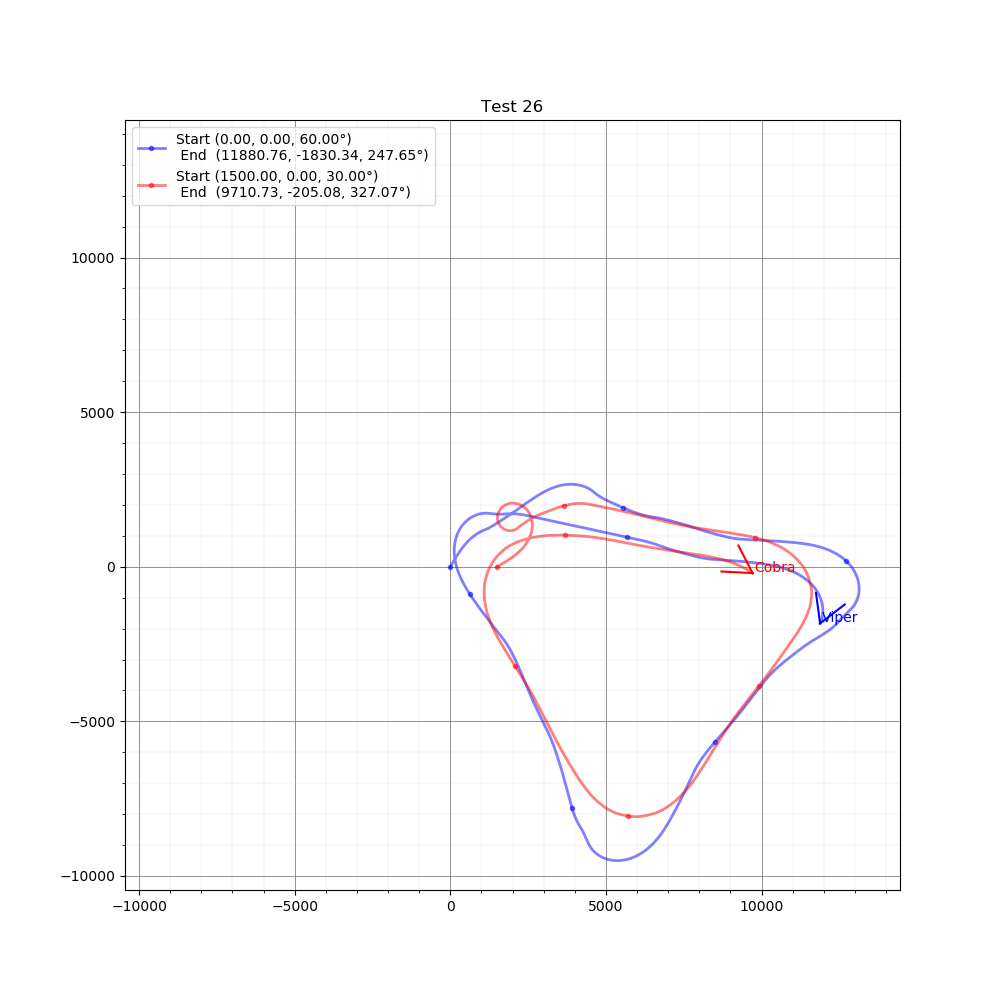 Test 26
Start (0.00, 0.00, 60.00°)
End (11880.76, -1830.34, 247.65°)
Start (1500.00, 0.00, 30.00°)
End (9710.73, -205.08, 327.07°)
10000
5000
0
−5000
−10000
Cobra
Viper
−10000 −5000 0 5000 10000